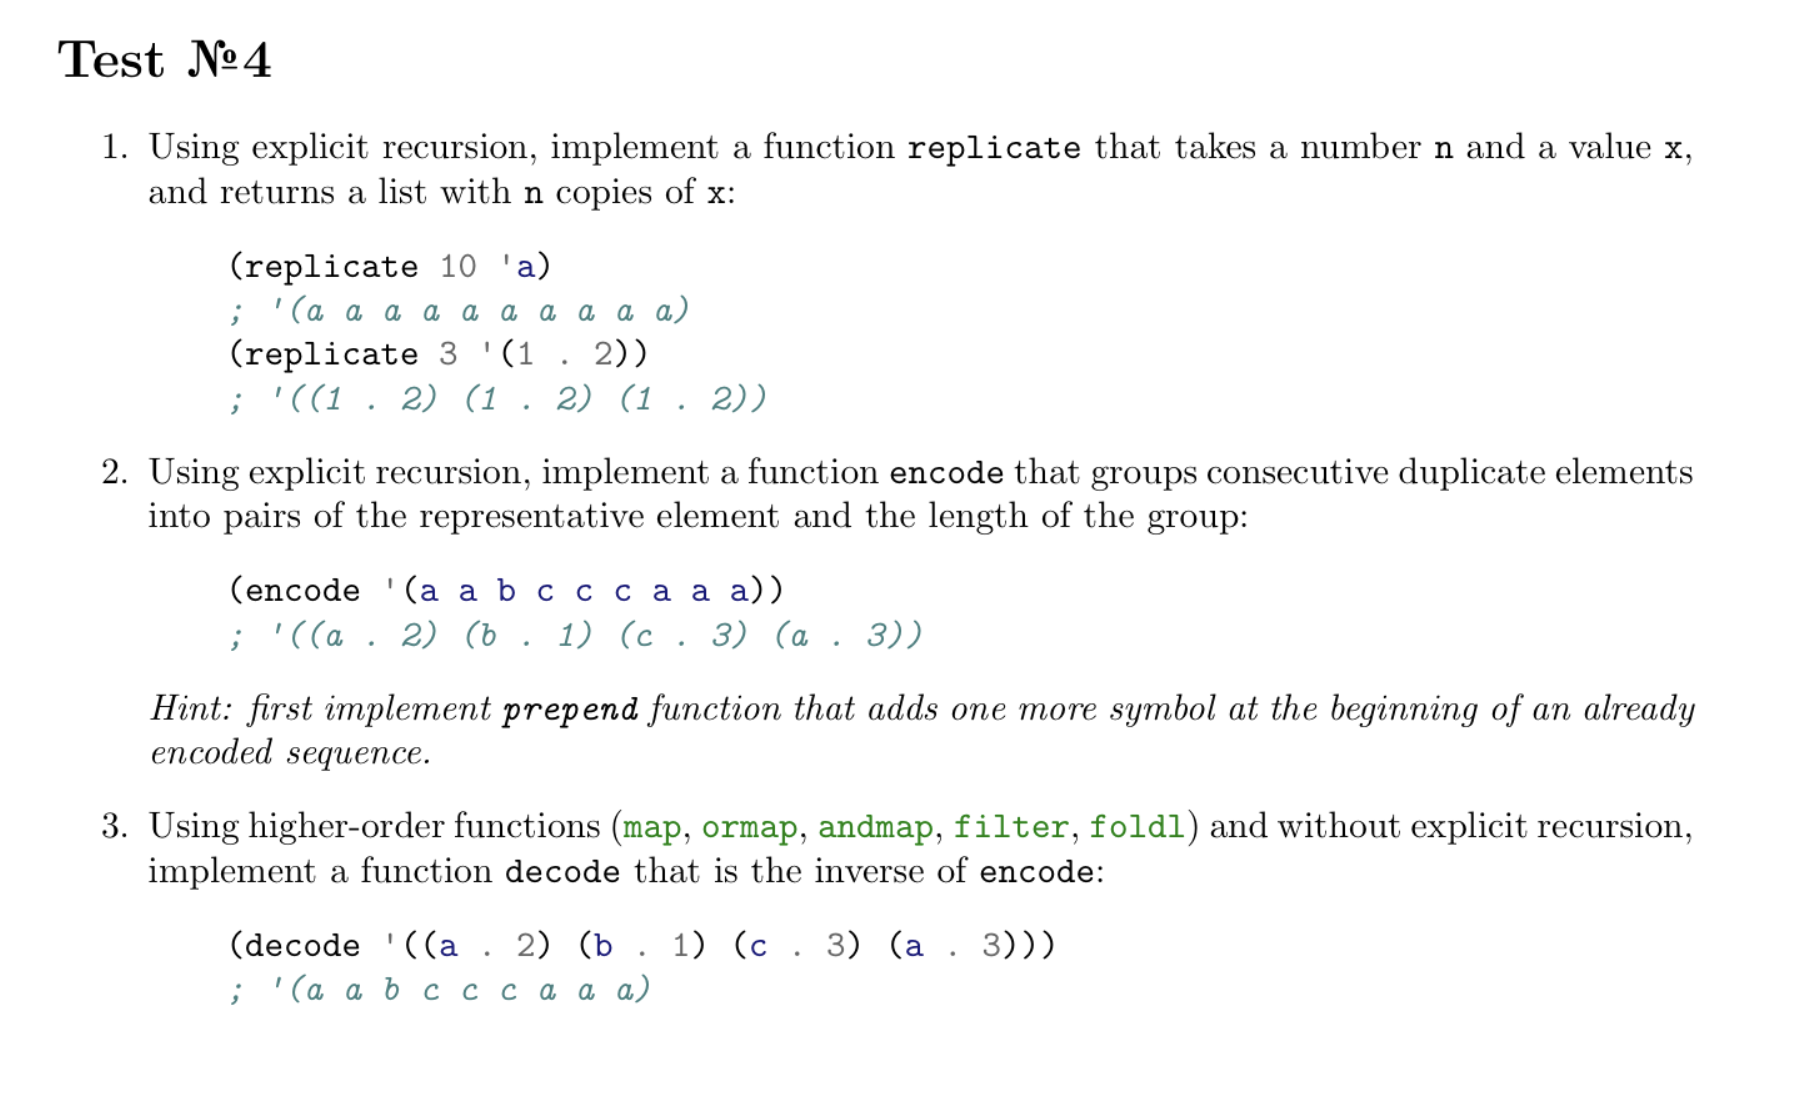 Test №4
1. Using explicit recursion, implement a function replicate that takes a number n and a value x,
and returns a list with n copies of x:
(replicate 10 'a)
; '(a a a a a a a a a a)
(replicate 3 '(1 . 2))
; '((1 . 2) (1 . 2) (1 . 2))
2. Using explicit recursion, implement a function encode that groups consecutive duplicate elements
into pairs of the representative element and the length of the group:
(encode '(a a b c c c a a a))
; '((a . 2) (b . 1) (c . 3) (a . 3))
Hint: first implement prepend function that adds one more symbol at the beginning of an already
encoded sequence.
3. Using higher-order functions (map, ormap, andmap, filter, foldl) and without explicit recursion,
implement a function decode that is the inverse of encode:
(decode '((a . 2) (b . 1) (c . 3) (a . 3)))
; '(a a b c c c a a a)